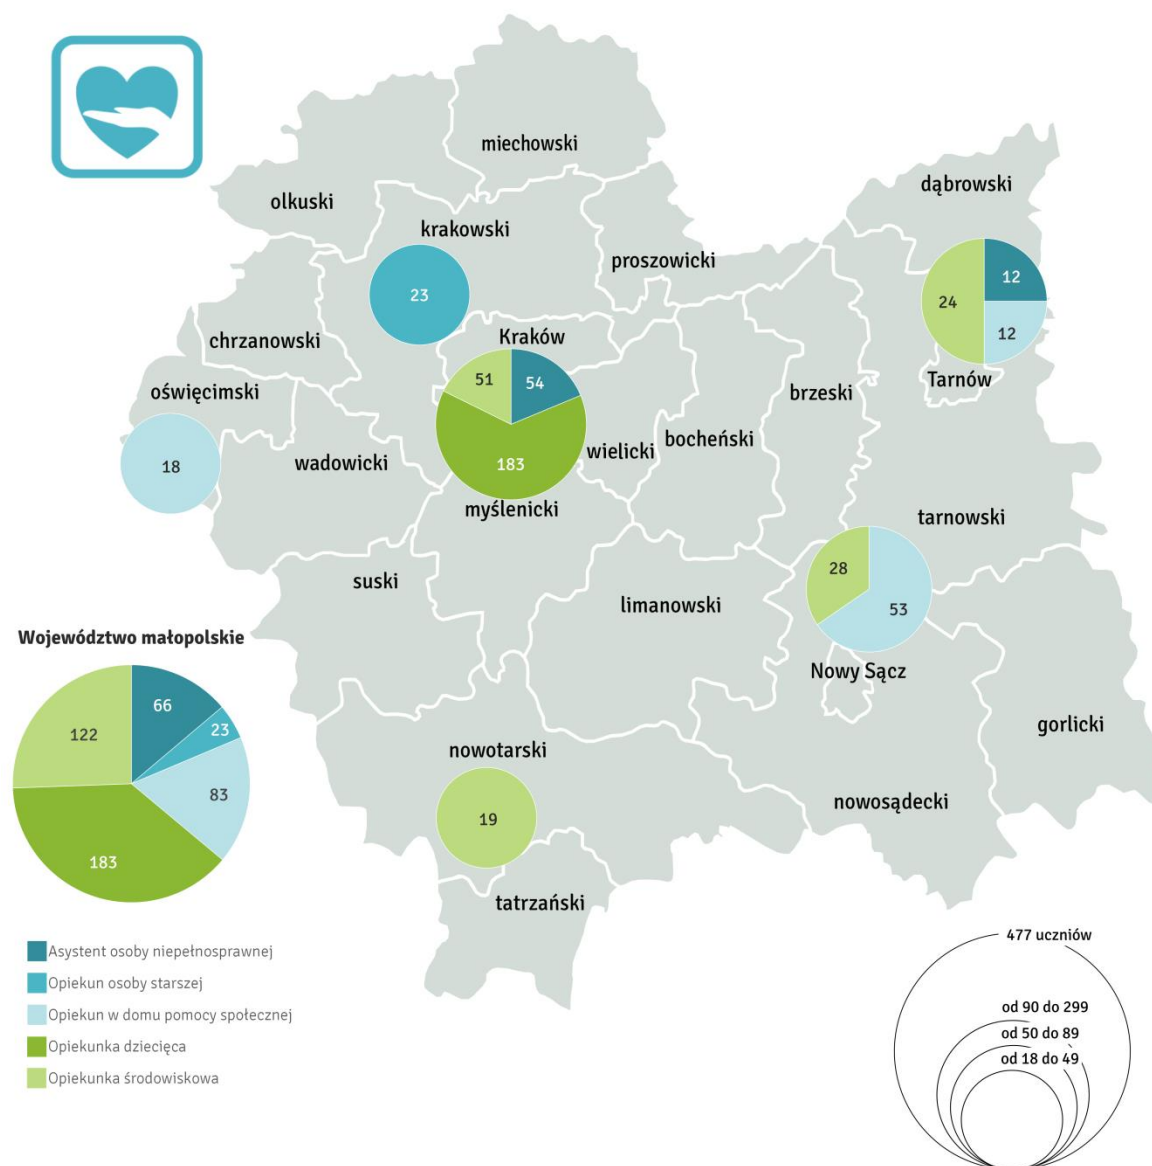 miechowski
dąbrowski
olkuski
krakowski
proszowicki
23
12
24
12
Kraków
chrzanowski
Tarnów
oświęcimski
51
54
brzeski
bocheński
wielicki
wadowicki
18
183
myślenicki
tarnowski
28
suski
limanowski
53
Województwo małopolskie
Nowy Sącz
66
23
122
83
183
gorlicki
nowotarski
nowosądecki
19
tatrzański
Asystent osoby niepełnosprawnej
Opiekun osoby starszej
Opiekun w domu pomocy społecznej
Opiekunka dziecięca
Opiekunka środowiskowa
477 uczniów
od 90 do 299
od 50 do 89
od 18 do 49